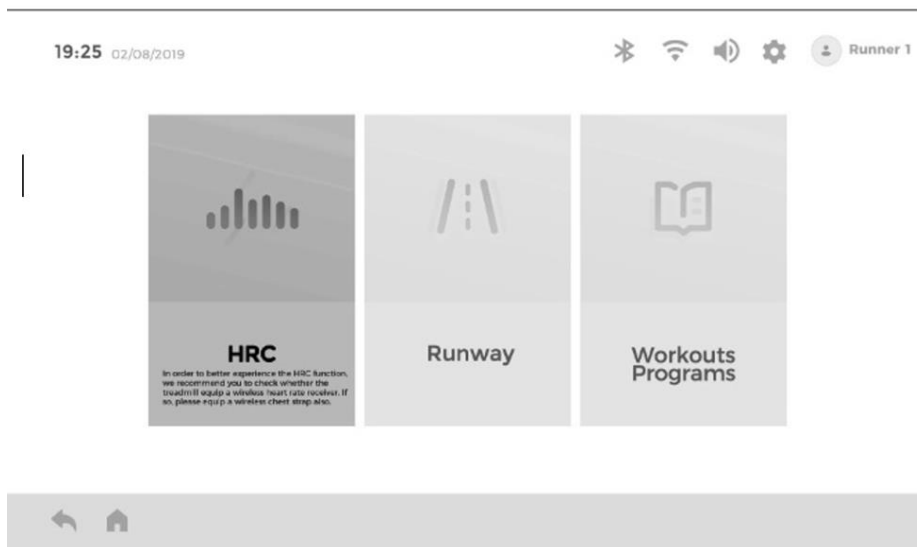 19:25 02/08/2019
Runner 1
HRC
In order to better experience the HRC function,
we recommend you to check whether the
treadmill equip a wireless heart rate receiver. If
so, please equip a wireless chest strap also.
Runway
Workouts
Programs